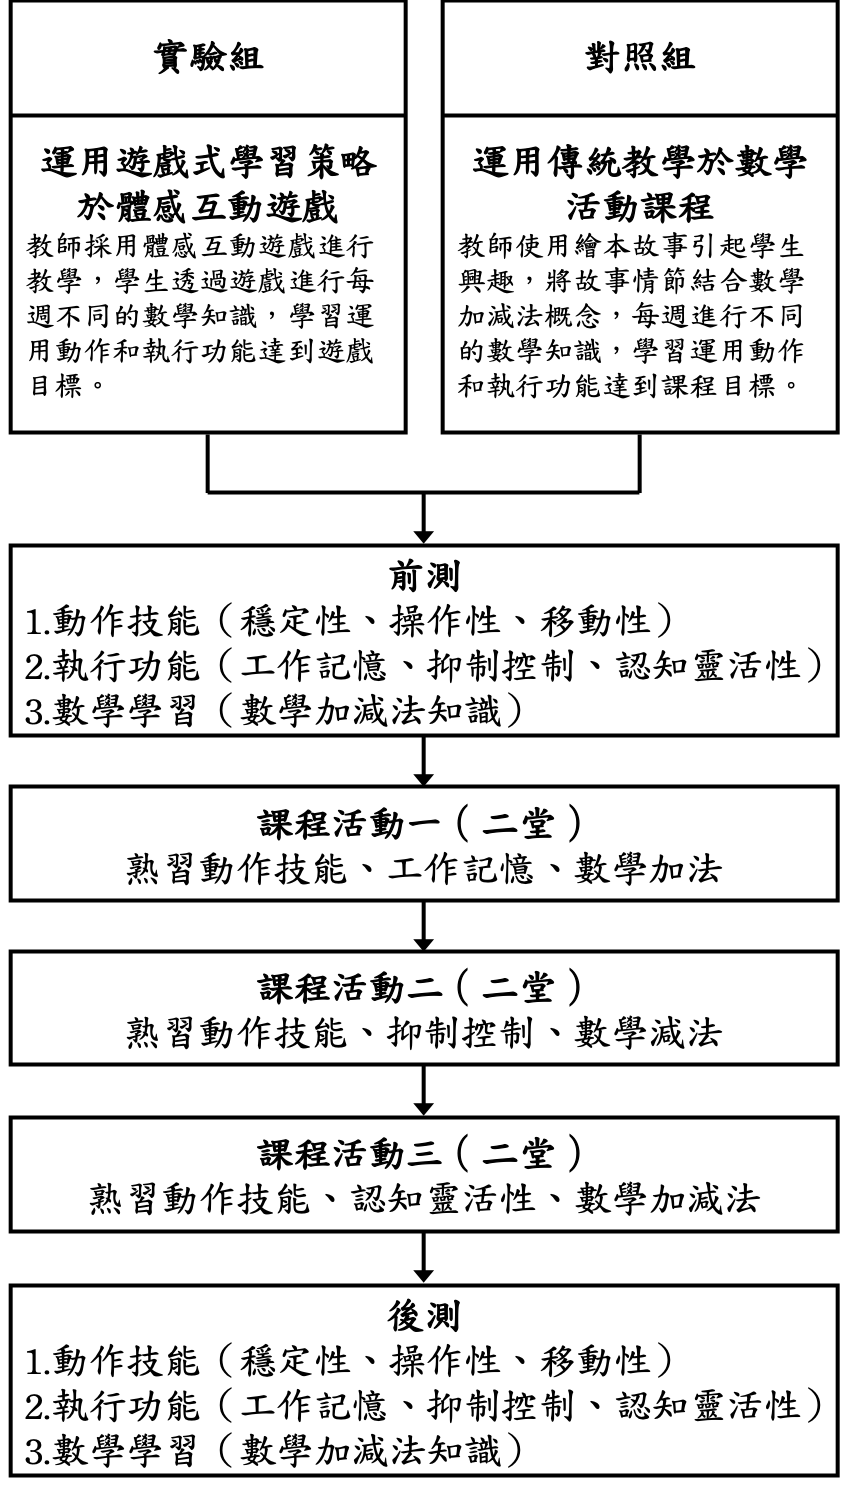 實驗組
運用遊戲式學習策略
於體感互動遊戲
教師採用體感互動遊戲進行
教學，學生透過遊戲進行每
週不同的數學知識，學習運
用動作和執行功能達到遊戲
目標。
對照組
運用傳統教學於數學
活動課程
教師使用繪本故事引起學生
興趣，將故事情節結合數學
加減法概念，每週進行不同
的數學知識，學習運用動作
和執行功能達到課程目標。
前測
1.動作技能（穩定性、操作性、移動性）
2.執行功能（工作記憶、抑制控制、認知靈活性）
3.數學學習（數學加減法知識）
課程活動一（二堂）
熟習動作技能、工作記憶、數學加法
課程活動二（二堂）
熟習動作技能、抑制控制、數學減法
課程活動三（二堂）
熟習動作技能、認知靈活性、數學加減法
後測
1.動作技能（穩定性、操作性、移動性）
2.執行功能（工作記憶、抑制控制、認知靈活性）
3.數學學習（數學加減法知識）